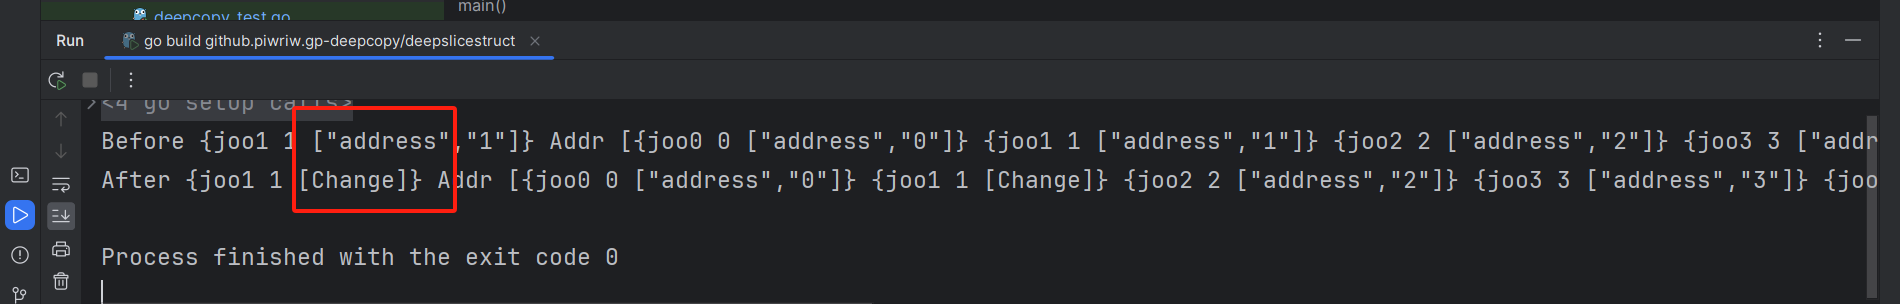 deepcopy_test.go
main()
Run go build github.piwriw.gp-deepcopy/deepslicestruct
<4 go setup calls>
Before {joo1 1 ["address","1"]} Addr [{joo0 0 ["address","0"]} {joo1 1 ["address","1"]} {joo2 2 ["address","2"]} {joo3 3 ["addr
After {joo1 1 [Change]} Addr [{joo0 0 ["address","0"]} {joo1 1 [Change]} {joo2 2 ["address","2"]} {joo3 3 ["address","3"]} {joo
Process finished with the exit code 0